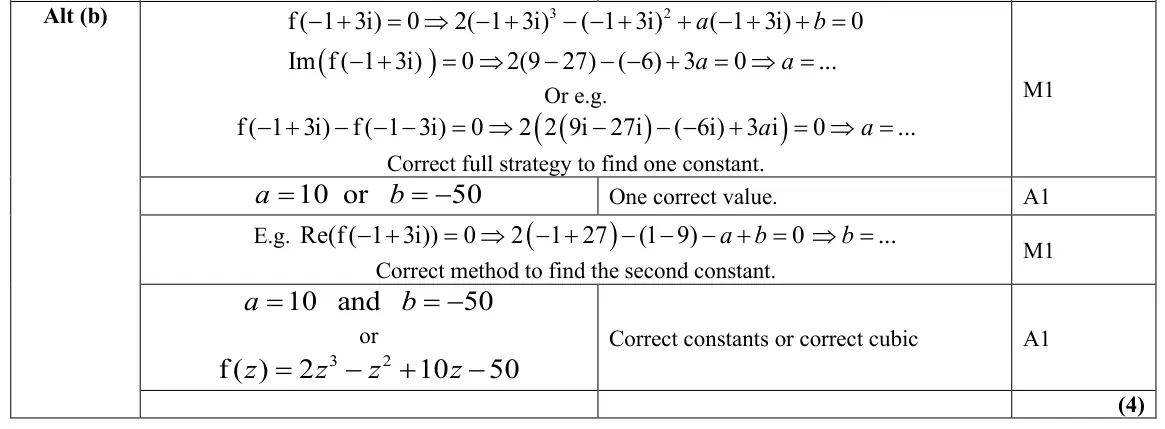 Alt (b)
f(−1+3i) = 0 ⇒ 2(−1+3i)³ − (−1+3i)² + a(−1+3i) + b = 0
Im(f(−1+3i)) = 0 ⇒ 2(9−27) − (−6) + 3a = 0 ⇒ a = ...
Or e.g.
f(−1+3i) − f(−1−3i) = 0 ⇒ 2(2(9i−27i) − (−6i) + 3ai) = 0 ⇒ a = ...
Correct full strategy to find one constant.
M1
a = 10 or b = −50
One correct value.
A1
E.g. Re(f(−1+3i)) = 0 ⇒ 2(−1+27) − (1−9) − a + b = 0 ⇒ b = ...
Correct method to find the second constant.
M1
a = 10 and b = −50
or
f(z) = 2z³ − z² + 10z − 50
Correct constants or correct cubic
A1
(4)